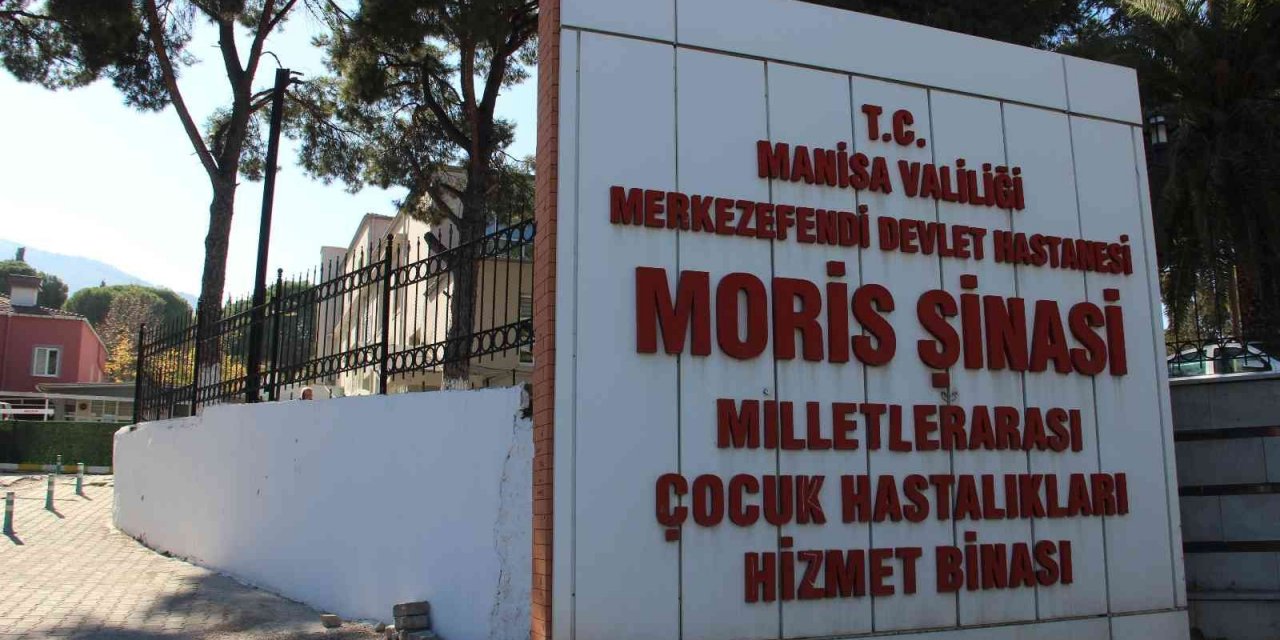 T.C.
MANİSA VALİLİĞİ
MERKEZEFENDİ DEVLET HASTANESİ
MORİS ŞİNASİ
MİLLETLERARASI
ÇOCUK HASTALIKLARI
HİZMET BİNASI